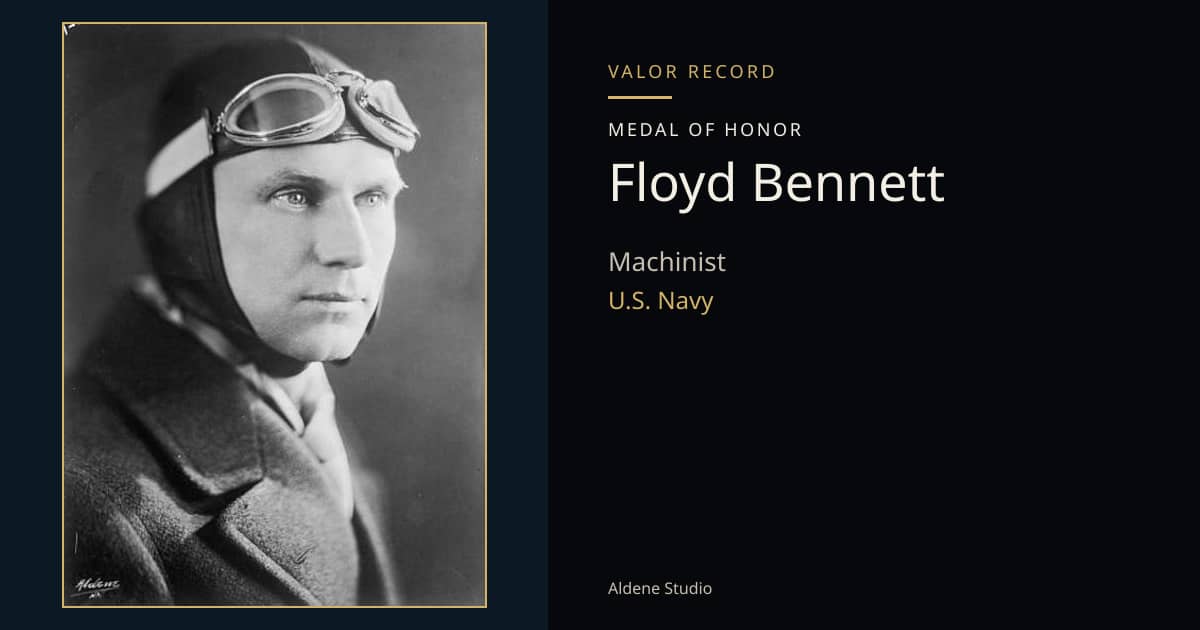 VALOR RECORD
MEDAL OF HONOR
Floyd Bennett
Machinist
U.S. Navy
Aldene Studio
Aldene